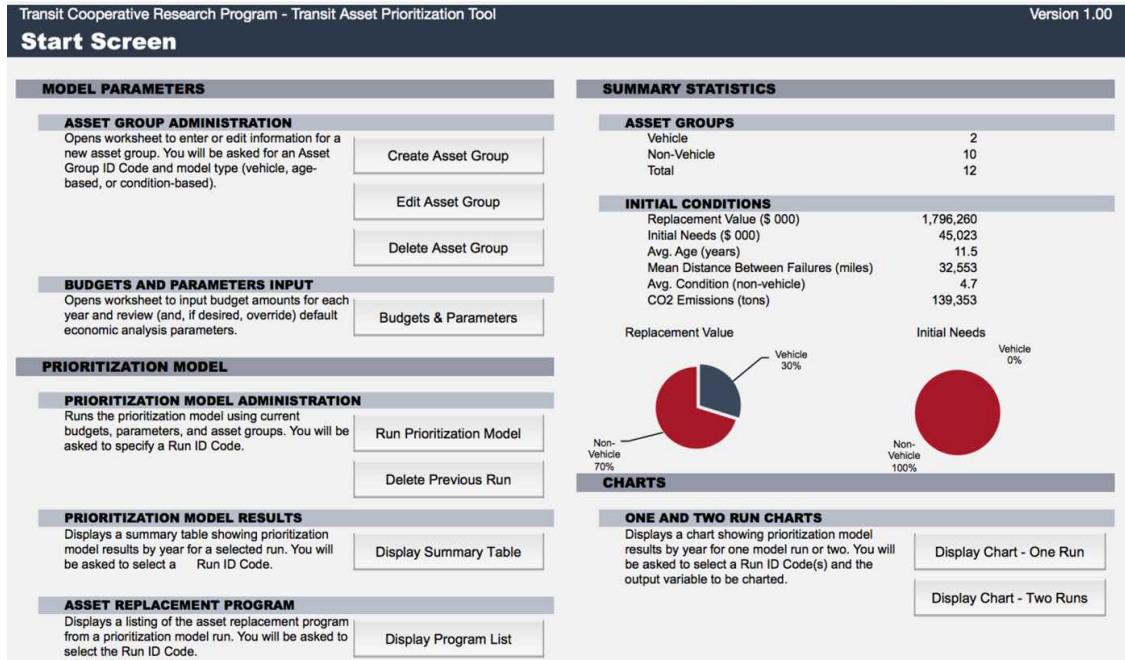 Transit Cooperative Research Program - Transit Asset Prioritization Tool
Version 1.00
Start Screen
MODEL PARAMETERS
ASSET GROUP ADMINISTRATION
Opens worksheet to enter or edit information for a
new asset group. You will be asked for an Asset
Group ID Code and model type (vehicle, age-
based, or condition-based).
Create Asset Group
Edit Asset Group
Delete Asset Group
BUDGETS AND PARAMETERS INPUT
Opens worksheet to input budget amounts for each
year and review (and, if desired, override) default
economic analysis parameters.
Budgets & Parameters
PRIORITIZATION MODEL
PRIORITIZATION MODEL ADMINISTRATION
Runs the prioritization model using current
budgets, parameters, and asset groups. You will be
asked to specify a Run ID Code.
Run Prioritization Model
Delete Previous Run
PRIORITIZATION MODEL RESULTS
Displays a summary table showing prioritization
model results by year for a selected run. You will
be asked to select a Run ID Code.
Display Summary Table
ASSET REPLACEMENT PROGRAM
Displays a listing of the asset replacement program
from a prioritization model run. You will be asked to
select the Run ID Code.
Display Program List
SUMMARY STATISTICS
ASSET GROUPS
Vehicle 2
Non-Vehicle 10
Total 12
INITIAL CONDITIONS
Replacement Value ($ 000) 1,796,260
Initial Needs ($ 000) 45,023
Avg. Age (years) 11.5
Mean Distance Between Failures (miles) 32,553
Avg. Condition (non-vehicle) 4.7
CO2 Emissions (tons) 139,353
Replacement Value
Vehicle
30%
Non-
Vehicle
70%
Initial Needs
Vehicle
0%
Non-
Vehicle
100%
CHARTS
ONE AND TWO RUN CHARTS
Displays a chart showing prioritization model
results by year for one model run or two. You will
be asked to select a Run ID Code(s) and the
output variable to be charted.
Display Chart - One Run
Display Chart - Two Runs